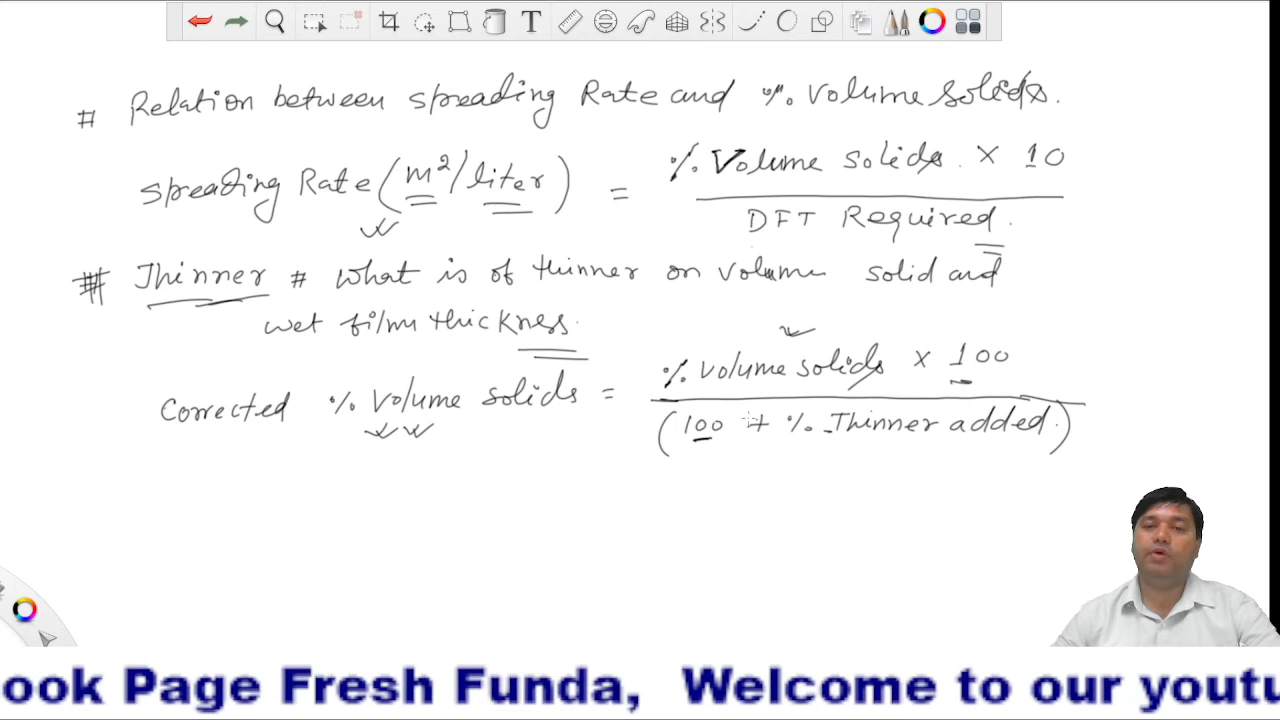 # Relation between spreading Rate and % volume solids.
spreading Rate (m²/liter) = % Volume solids × 10
DFT Required.
# Thinner # What is of thinner on volume solid and
wet film thickness.
Corrected % Volume solids = % volume solids × 100
(100 + % Thinner added.)
ook Page Fresh Funda, Welcome to our youtu